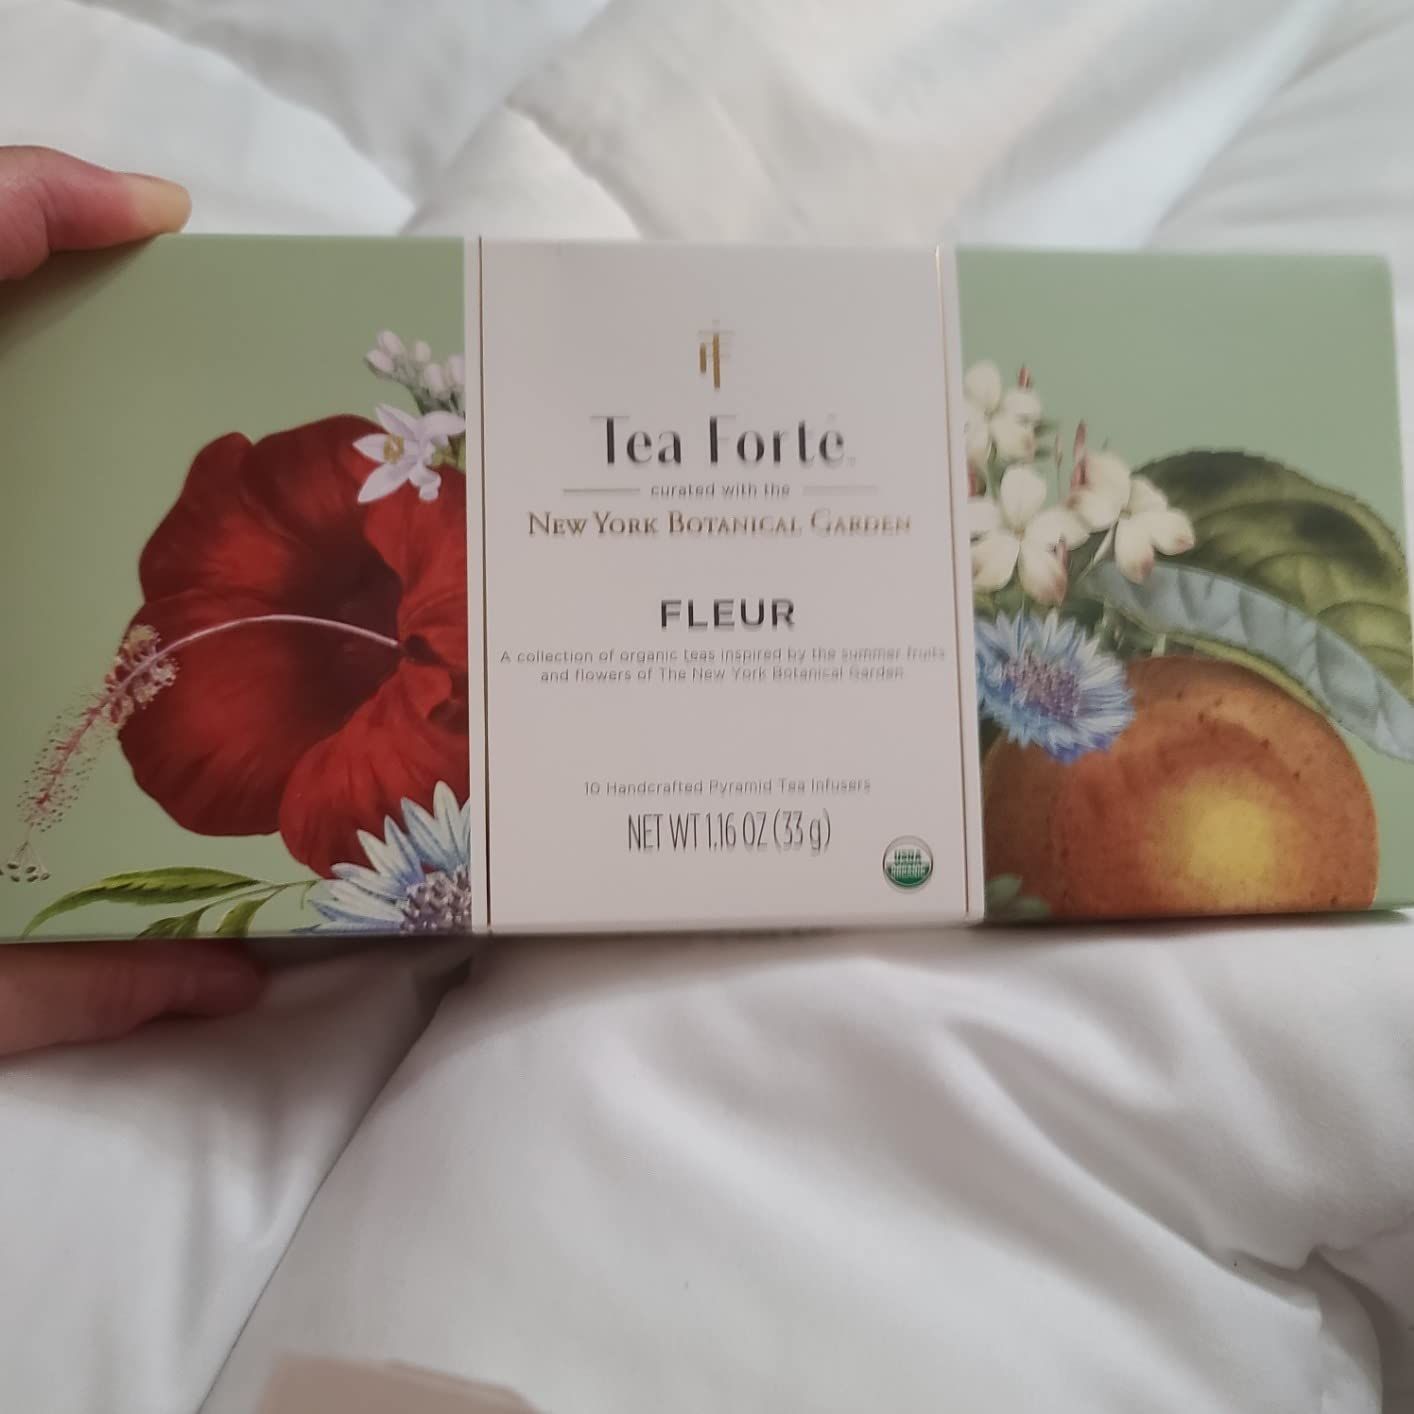 Tea Forté
curated with the
NEW YORK BOTANICAL GARDEN
FLEUR
A collection of organic teas inspired by the summer fruits
and flowers of The New York Botanical Garden.
10 Handcrafted Pyramid Tea Infusers
NET WT 1.16 OZ (33 g)
USDA
ORGANIC